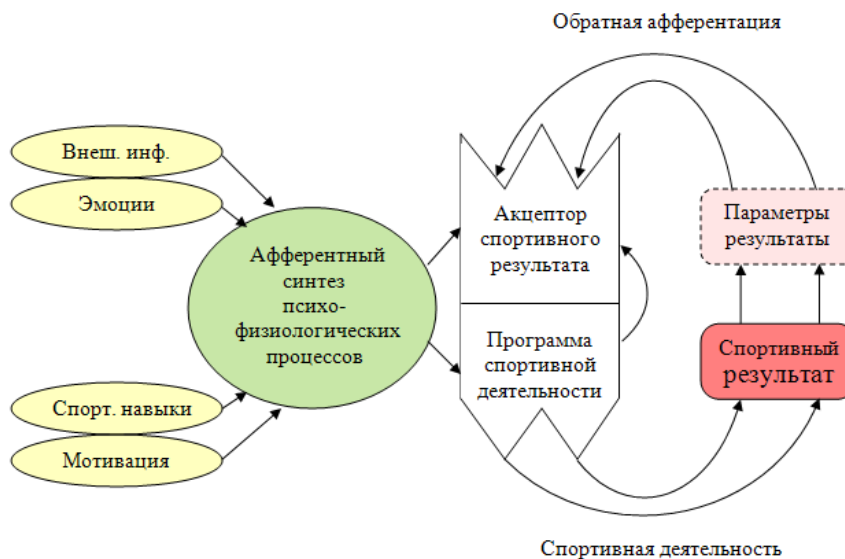 Обратная афферентация
Внеш. инф.
Эмоции
Афферентный
синтез
психо-
физиологических
процессов
Спорт. навыки
Мотивация
Акцептор
спортивного
результата
Программа
спортивной
деятельности
Параметры
результаты
Спортивный
результат
Спортивная деятельность